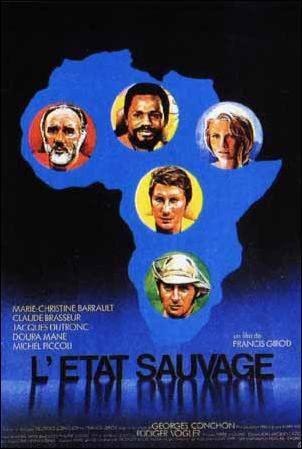 MARIE-CHRISTINE BARRAULT
CLAUDE BRASSEUR
JACQUES DUTRONC
DOURA MANE
MICHEL PICCOLI
un film de
FRANCIS GIROD
L'ETAT SAUVAGE
GEORGES CONCHON
RÜDIGER VOGLER